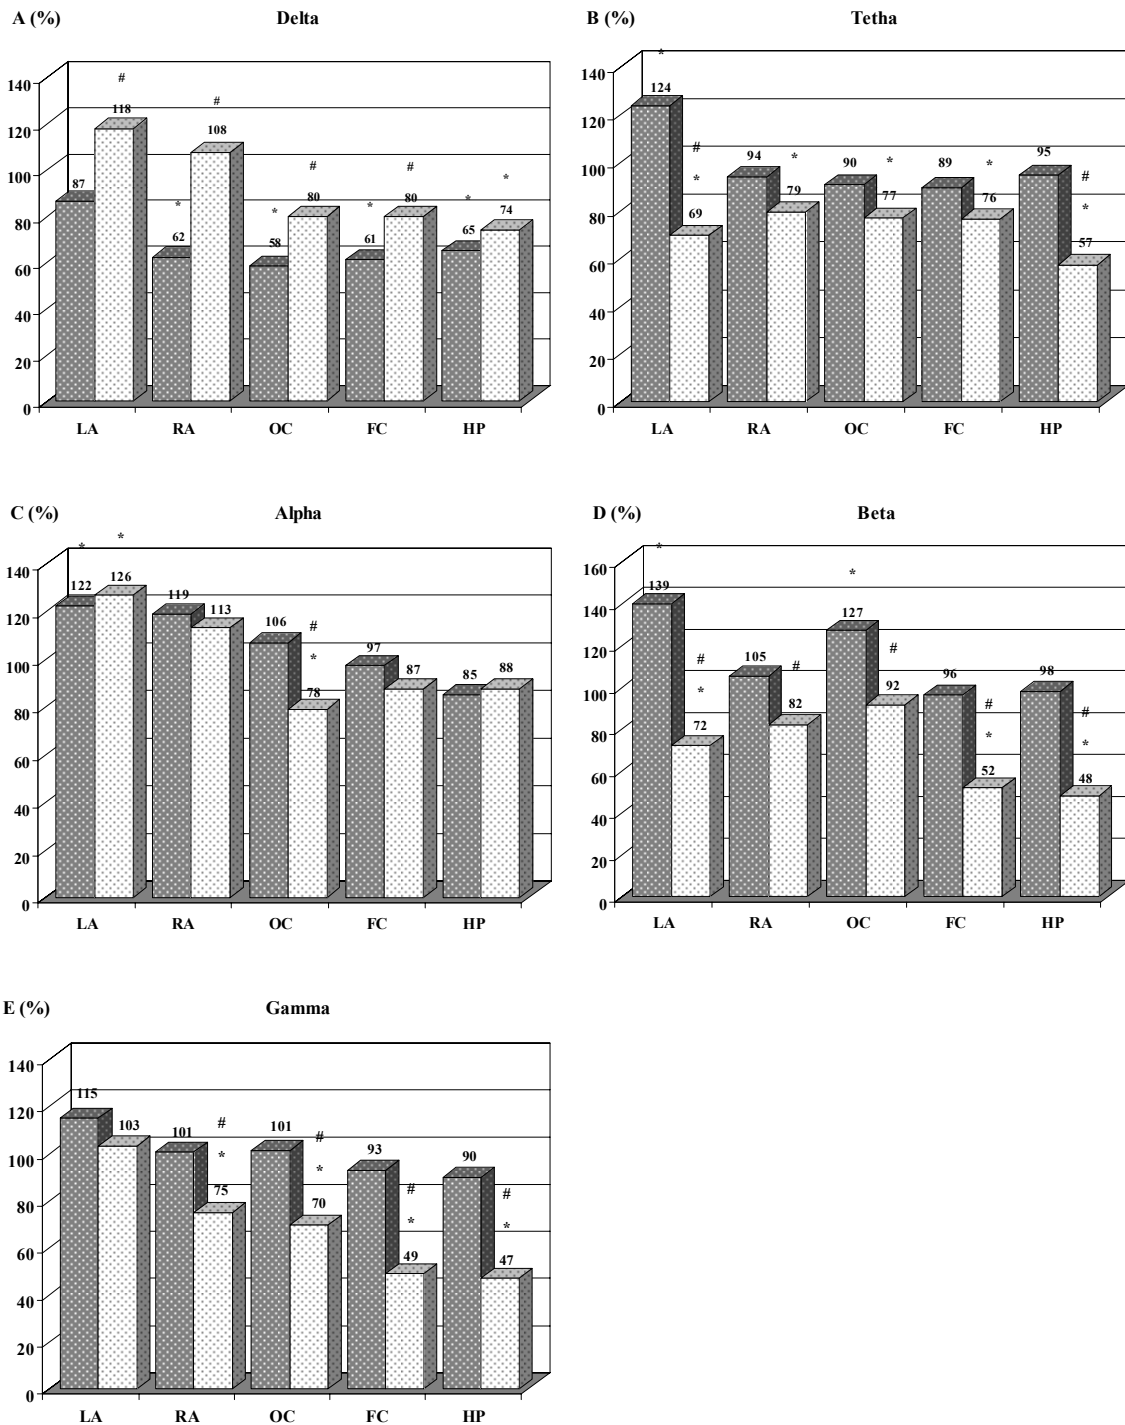 A (%) Delta
140
120
100
80
60
40
20
0
# # # # *
* * * *
87 118 62 108 58 80 61 80 65 74
LA RA OC FC HP
B (%) Tetha
140
120
100
80
60
40
20
0
* # * * * * # *
124 69 94 79 90 77 89 76 95 57
LA RA OC FC HP
C (%) Alpha
140
120
100
80
60
40
20
0
* * # *
122 126 119 113 106 78 97 87 85 88
LA RA OC FC HP
D (%) Beta
160
140
120
100
80
60
40
20
0
* # * # * # # * # *
139 72 105 82 127 92 96 52 98 48
LA RA OC FC HP
E (%) Gamma
140
120
100
80
60
40
20
0
# * # * # * # *
115 103 101 75 101 70 93 49 90 47
LA RA OC FC HP